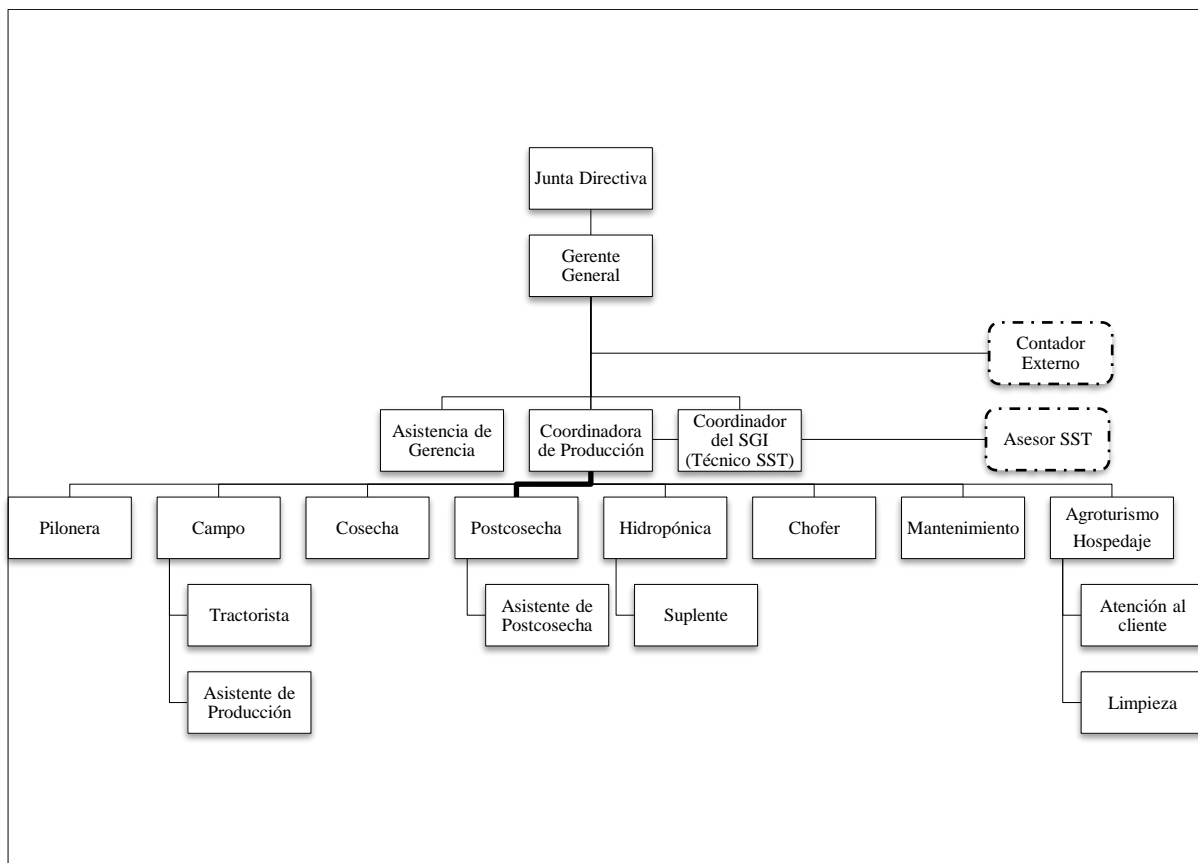 Junta Directiva
Gerente
General
Contador
Externo
Asistencia de
Gerencia
Coordinadora
de Producción
Coordinador
del SGI
(Técnico SST)
Asesor SST
Pilonera
Campo
Cosecha
Postcosecha
Hidropónica
Chofer
Mantenimiento
Agroturismo
Hospedaje
Tractorista
Asistente de
Postcosecha
Suplente
Atención al
cliente
Asistente de
Producción
Limpieza